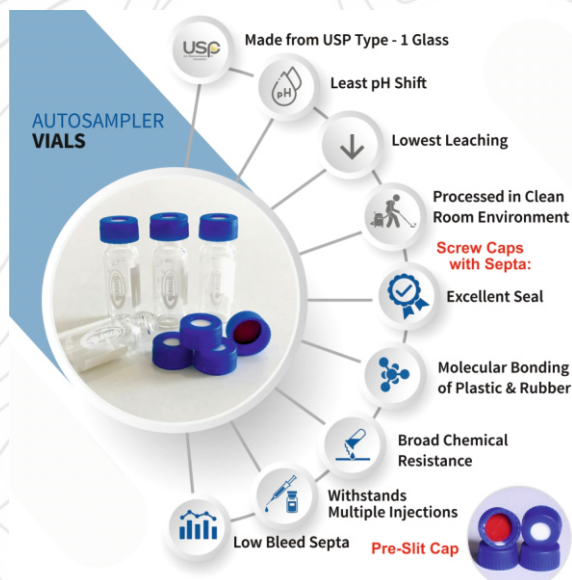 USP
Made from USP Type - 1 Glass
pH
Least pH Shift
AUTOSAMPLER
VIALS
Lowest Leaching
Processed in Clean
Room Environment
Screw Caps
with Septa:
Excellent Seal
Molecular Bonding
of Plastic & Rubber
Broad Chemical
Resistance
Withstands
Multiple Injections
Low Bleed Septa
Pre-Slit Cap